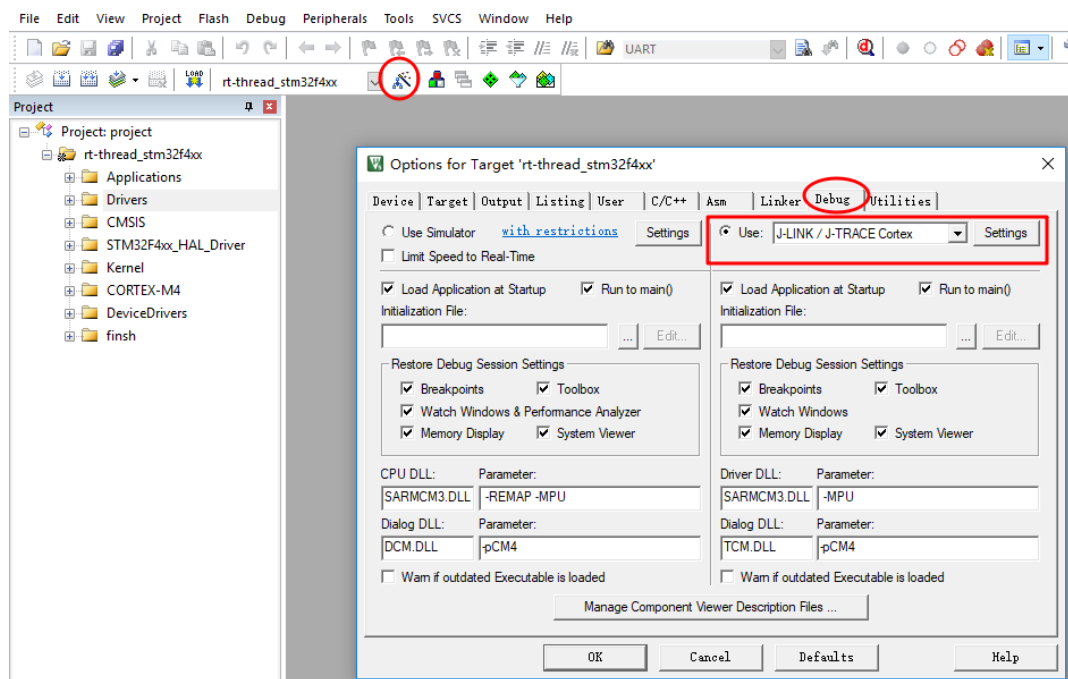 File Edit View Project Flash Debug Peripherals Tools SVCS Window Help
UART
LOAD
rt-thread_stm32f4xx
Project
Project: project
rt-thread_stm32f4xx
Applications
Drivers
CMSIS
STM32F4xx_HAL_Driver
Kernel
CORTEX-M4
DeviceDrivers
finsh
Options for Target 'rt-thread_stm32f4xx'
Device Target Output Listing User C/C++ Asm Linker Debug Utilities
Use Simulator with restrictions Settings
Limit Speed to Real-Time
Use: J-LINK / J-TRACE Cortex Settings
Load Application at Startup Run to main()
Initialization File:
... Edit...
Restore Debug Session Settings
Breakpoints Toolbox
Watch Windows & Performance Analyzer
Memory Display System Viewer
CPU DLL: Parameter:
SARMCM3.DLL -REMAP -MPU
Dialog DLL: Parameter:
DCM.DLL -pCM4
Warn if outdated Executable is loaded
Load Application at Startup Run to main()
Initialization File:
... Edit...
Restore Debug Session Settings
Breakpoints Toolbox
Watch Windows
Memory Display System Viewer
Driver DLL: Parameter:
SARMCM3.DLL -MPU
Dialog DLL: Parameter:
TCM.DLL -pCM4
Warn if outdated Executable is loaded
Manage Component Viewer Description Files ...
OK Cancel Defaults Help